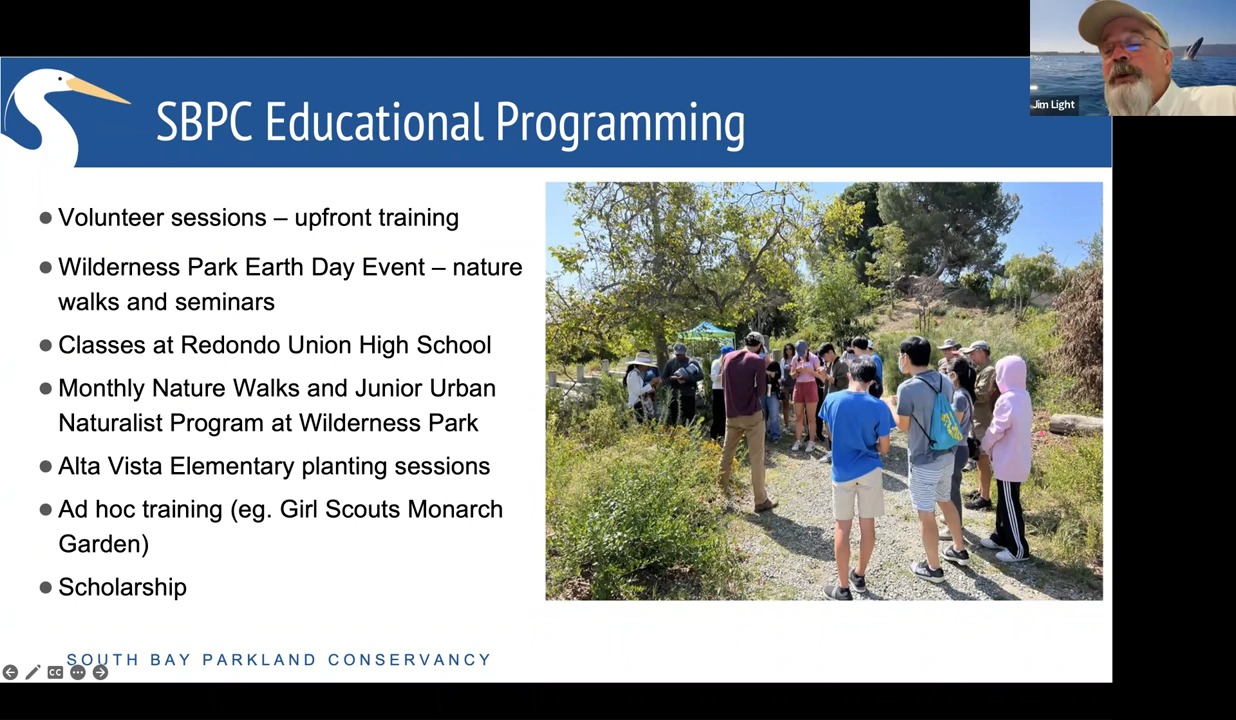 Jim Light
SBPC Educational Programming
● Volunteer sessions – upfront training
● Wilderness Park Earth Day Event – nature
walks and seminars
● Classes at Redondo Union High School
● Monthly Nature Walks and Junior Urban
Naturalist Program at Wilderness Park
● Alta Vista Elementary planting sessions
● Ad hoc training (eg. Girl Scouts Monarch
Garden)
● Scholarship
SOUTH BAY PARKLAND CONSERVANCY
CC